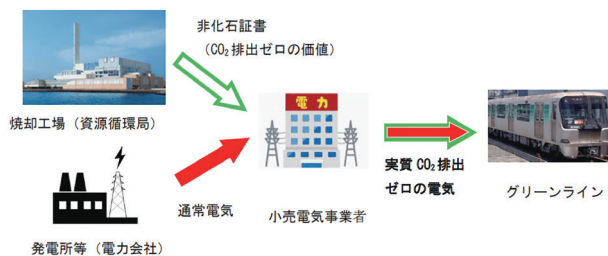 非化石証書
（CO₂排出ゼロの価値）
焼却工場（資源循環局）
電力
実質CO₂排出
ゼロの電気
グリーンライン
通常電気
小売電気事業者
発電所等（電力会社）